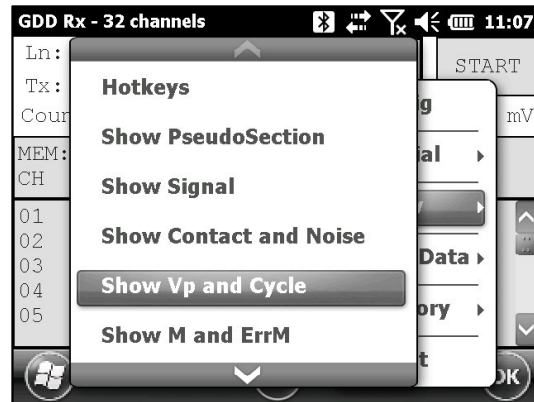 GDD Rx - 32 channels 11:07
Ln:
START
Tx:
mV
MEM:
CH
01
02
03
04
05
Hotkeys
Show PseudoSection
Show Signal
Show Contact and Noise
Show Vp and Cycle
Show M and ErrM
Data
OK